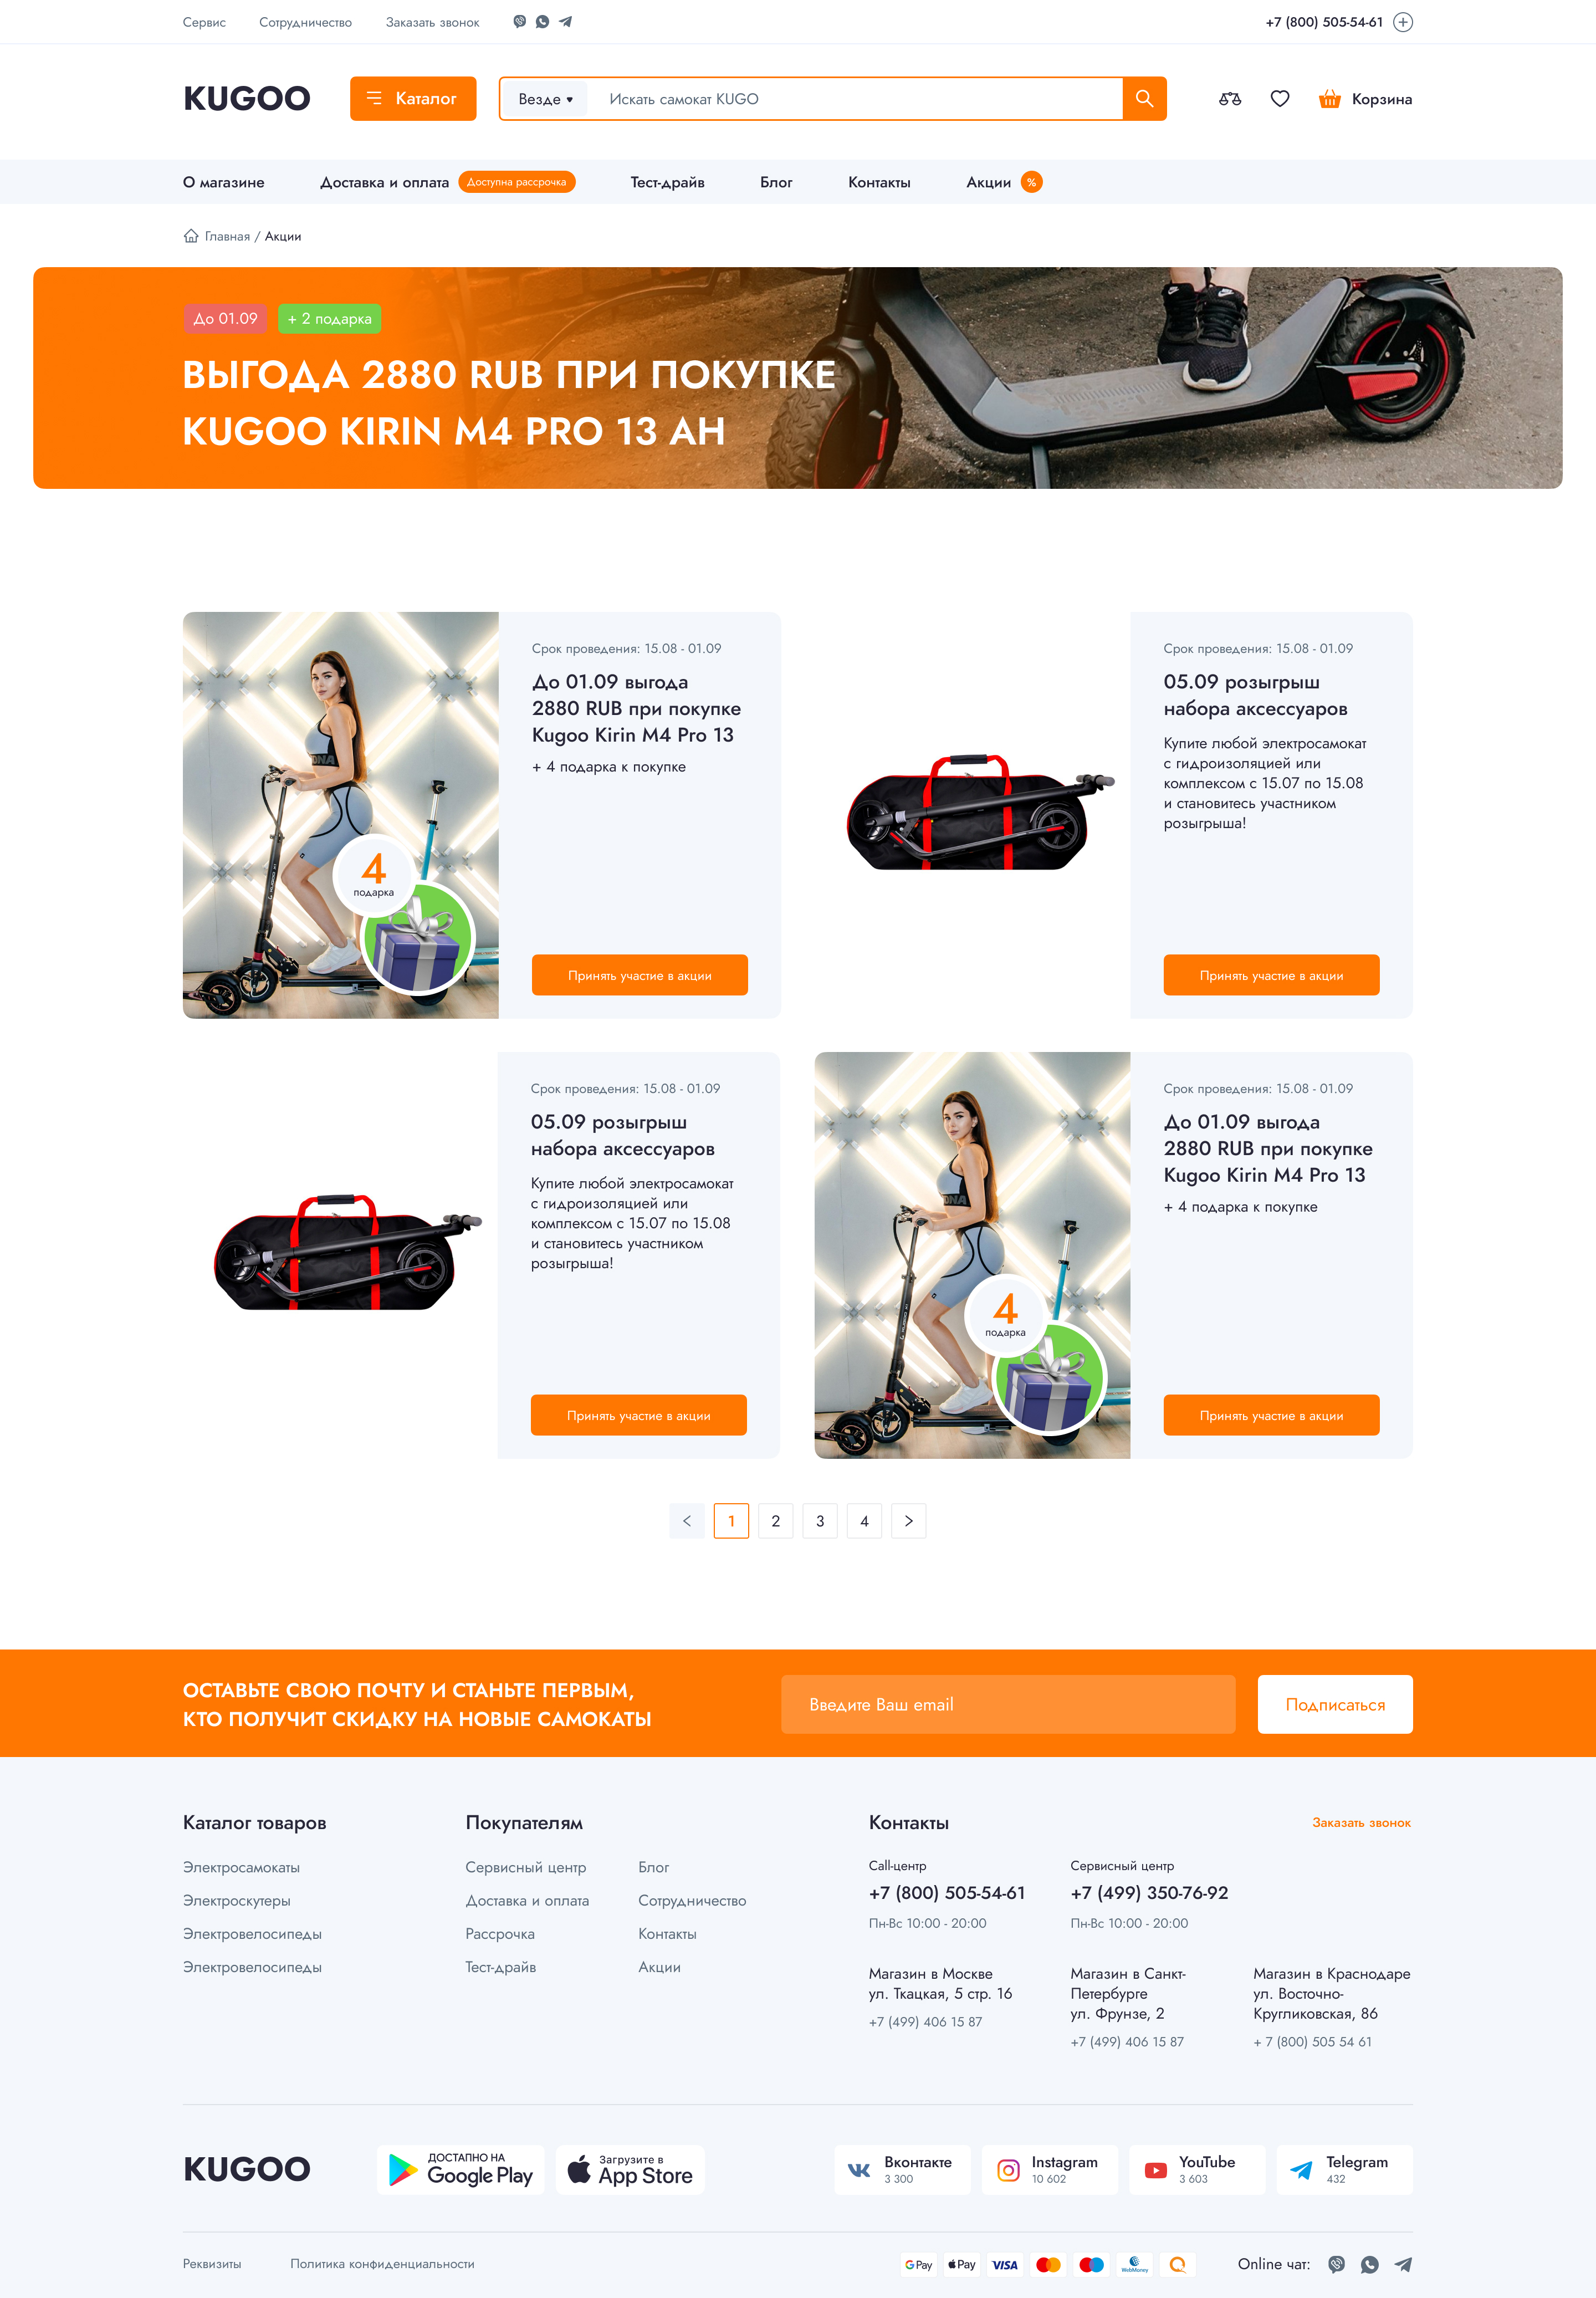 Сервис
Сотрудничество
Заказать звонок
+7 (800) 505-54-61
KUGOO
Каталог
Везде
Искать самокат KUGO
Корзина
О магазине
Доставка и оплата
Доступна рассрочка
Тест-драйв
Блог
Контакты
Акции
%
Главная / Акции
До 01.09
+ 2 подарка
ВЫГОДА 2880 RUB ПРИ ПОКУПКЕ
KUGOO KIRIN M4 PRO 13 AH
4
подарка
Срок проведения: 15.08 - 01.09
До 01.09 выгода
2880 RUB при покупке
Kugoo Kirin M4 Pro 13
+ 4 подарка к покупке
Принять участие в акции
Срок проведения: 15.08 - 01.09
05.09 розыгрыш
набора аксессуаров
Купите любой электросамокат
с гидроизоляцией или
комплексом с 15.07 по 15.08
и становитесь участником
розыгрыша!
Принять участие в акции
Срок проведения: 15.08 - 01.09
05.09 розыгрыш
набора аксессуаров
Купите любой электросамокат
с гидроизоляцией или
комплексом с 15.07 по 15.08
и становитесь участником
розыгрыша!
Принять участие в акции
4
подарка
Срок проведения: 15.08 - 01.09
До 01.09 выгода
2880 RUB при покупке
Kugoo Kirin M4 Pro 13
+ 4 подарка к покупке
Принять участие в акции
1
2
3
4
ОСТАВЬТЕ СВОЮ ПОЧТУ И СТАНЬТЕ ПЕРВЫМ,
КТО ПОЛУЧИТ СКИДКУ НА НОВЫЕ САМОКАТЫ
Введите Ваш email
Подписаться
Каталог товаров
Электросамокаты
Электроскутеры
Электровелосипеды
Электровелосипеды
Покупателям
Сервисный центр
Доставка и оплата
Рассрочка
Тест-драйв
Блог
Сотрудничество
Контакты
Акции
Контакты
Заказать звонок
Call-центр
+7 (800) 505-54-61
Пн-Вс 10:00 - 20:00
Сервисный центр
+7 (499) 350-76-92
Пн-Вс 10:00 - 20:00
Магазин в Москве
ул. Ткацкая, 5 стр. 16
+7 (499) 406 15 87
Магазин в Санкт-
Петербурге
ул. Фрунзе, 2
+7 (499) 406 15 87
Магазин в Краснодаре
ул. Восточно-
Кругликовская, 86
+ 7 (800) 505 54 61
KUGOO
ДОСТАПНО НА
Google Play
Загрузите в
App Store
Вконтакте
3 300
Instagram
10 602
YouTube
3 603
Telegram
432
Реквизиты
Политика конфиденциальности
G Pay
Pay
VISA
WebMoney
Online чат: